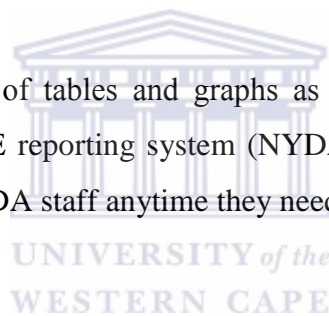 of tables and graphs as
E reporting system (NYDA
DA staff anytime they need
UNIVERSITY of the
WESTERN CAPE